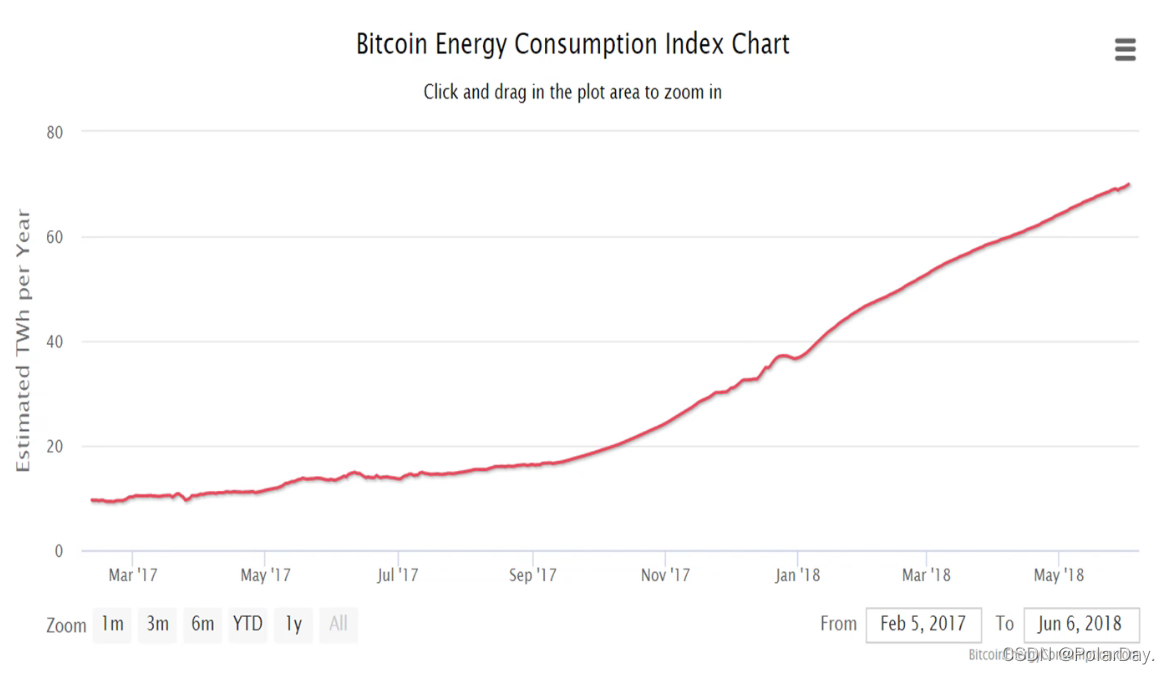 Bitcoin Energy Consumption Index Chart
Click and drag in the plot area to zoom in
Estimated TWh per Year
80
60
40
20
0
Mar '17 May '17 Jul '17 Sep '17 Nov '17 Jan '18 Mar '18 May '18
Zoom 1m 3m 6m YTD 1y All From Feb 5, 2017 To Jun 6, 2018
CSDN @PolarDay.